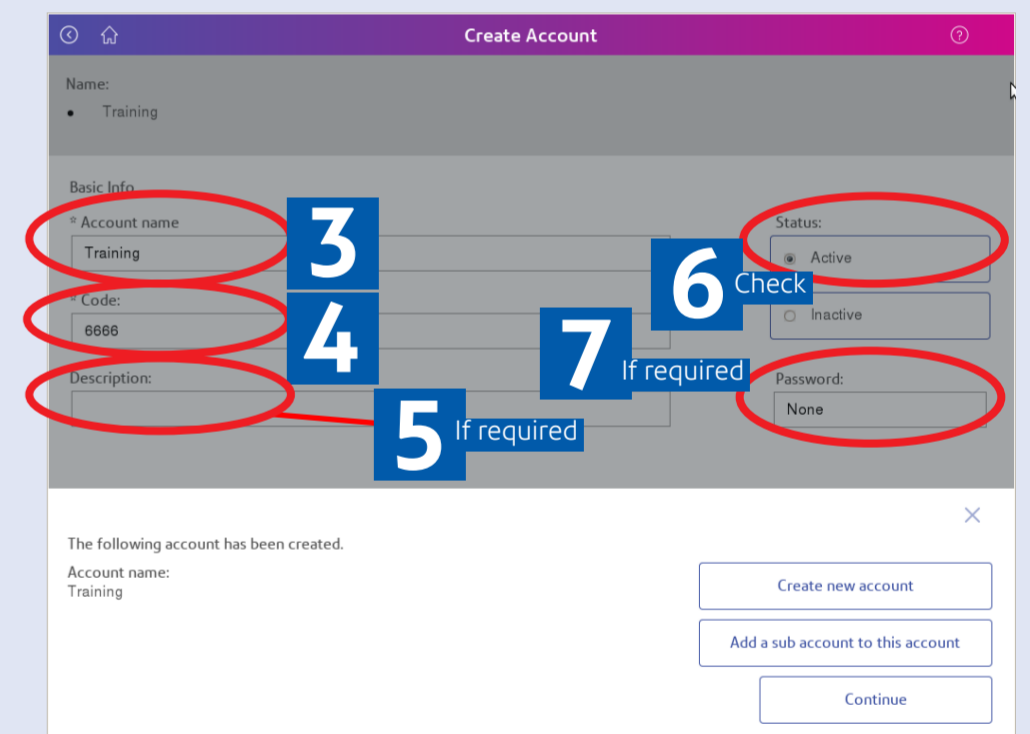 Create Account
Name:
• Training
Basic Info
* Account name
Training
3
* Code:
6666
4
Description:
5 If required
Status:
Active
6 Check
Inactive
7 If required
Password:
None
The following account has been created.
Account name:
Training
Create new account
Add a sub account to this account
Continue